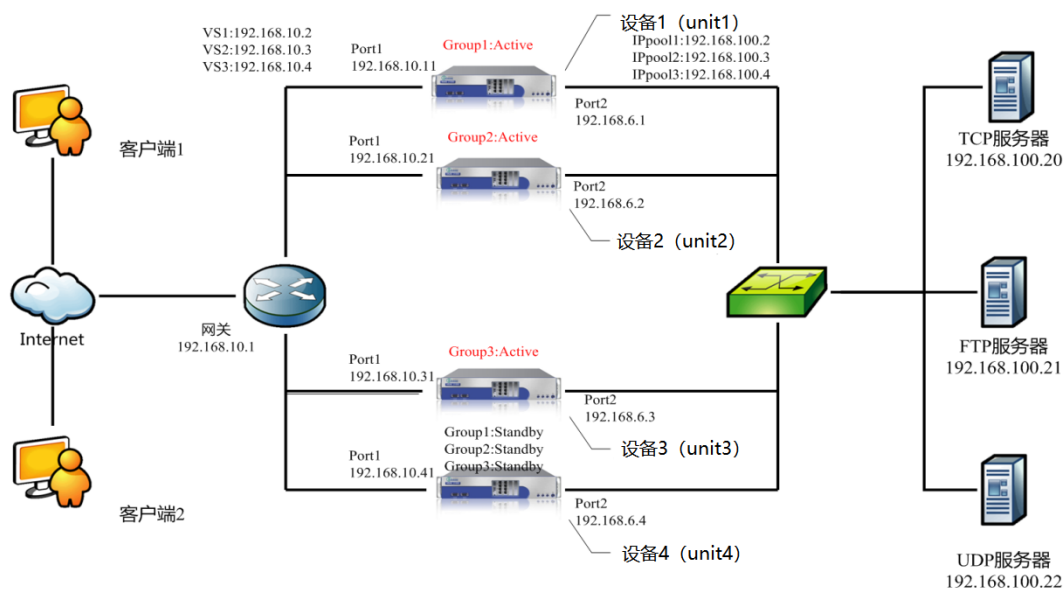 VS1:192.168.10.2
VS2:192.168.10.3
VS3:192.168.10.4
Port1
192.168.10.11
Group1:Active
设备1（unit1）
IPpool1:192.168.100.2
IPpool2:192.168.100.3
IPpool3:192.168.100.4
Port2
192.168.6.1
客户端1
Port1
192.168.10.21
Group2:Active
Port2
192.168.6.2
设备2（unit2）
TCP服务器
192.168.100.20
Internet
网关
192.168.10.1
FTP服务器
192.168.100.21
Port1
192.168.10.31
Group3:Active
Port2
192.168.6.3
设备3（unit3）
Group1:Standby
Group2:Standby
Group3:Standby
Port1
192.168.10.41
Port2
192.168.6.4
设备4（unit4）
客户端2
UDP服务器
192.168.100.22